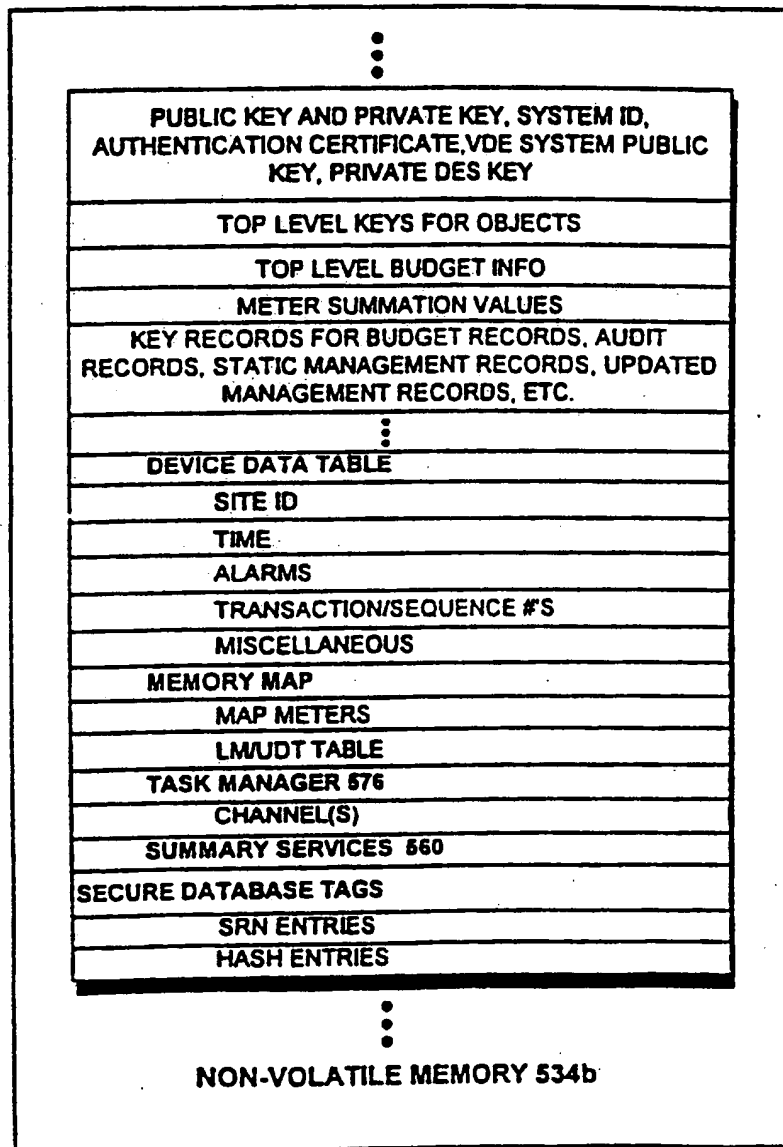 PUBLIC KEY AND PRIVATE KEY, SYSTEM ID,
AUTHENTICATION CERTIFICATE,VDE SYSTEM PUBLIC
KEY, PRIVATE DES KEY
TOP LEVEL KEYS FOR OBJECTS
TOP LEVEL BUDGET INFO
METER SUMMATION VALUES
KEY RECORDS FOR BUDGET RECORDS, AUDIT
RECORDS, STATIC MANAGEMENT RECORDS, UPDATED
MANAGEMENT RECORDS, ETC.
DEVICE DATA TABLE
SITE ID
TIME
ALARMS
TRANSACTION/SEQUENCE #'S
MISCELLANEOUS
MEMORY MAP
MAP METERS
LM/UDT TABLE
TASK MANAGER 576
CHANNEL(S)
SUMMARY SERVICES 560
SECURE DATABASE TAGS
SRN ENTRIES
HASH ENTRIES
NON-VOLATILE MEMORY 534b